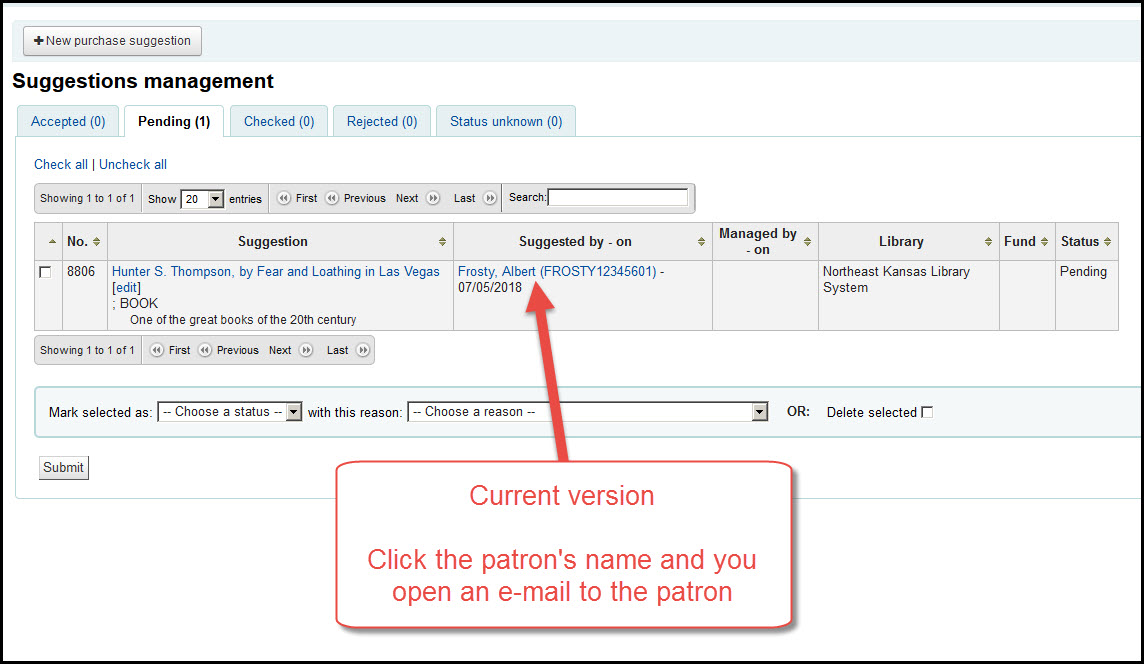 +New purchase suggestion
Suggestions management
Accepted (0) Pending (1) Checked (0) Rejected (0) Status unknown (0)
Check all | Uncheck all
Showing 1 to 1 of 1 Show 20 entries First Previous Next Last Search:
No. Suggestion Suggested by - on Managed by - on Library Fund Status
8806 Hunter S. Thompson, by Fear and Loathing in Las Vegas Frosty, Albert (FROSTY12345601) - Northeast Kansas Library Pending
[edit] 07/05/2018 System
; BOOK
One of the great books of the 20th century
Showing 1 to 1 of 1 First Previous Next Last
Mark selected as: -- Choose a status -- with this reason: -- Choose a reason -- OR: Delete selected
Submit
Current version
Click the patron's name and you
open an e-mail to the patron